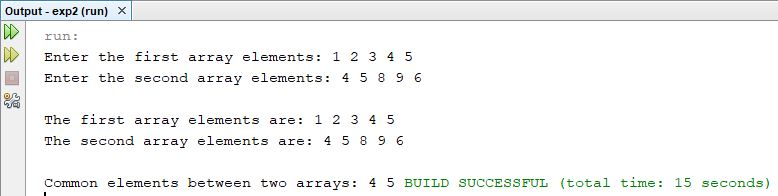 Output - exp2 (run) ×
run:
Enter the first array elements: 1 2 3 4 5
Enter the second array elements: 4 5 8 9 6
The first array elements are: 1 2 3 4 5
The second array elements are: 4 5 8 9 6
Common elements between two arrays: 4 5 BUILD SUCCESSFUL (total time: 15 seconds)